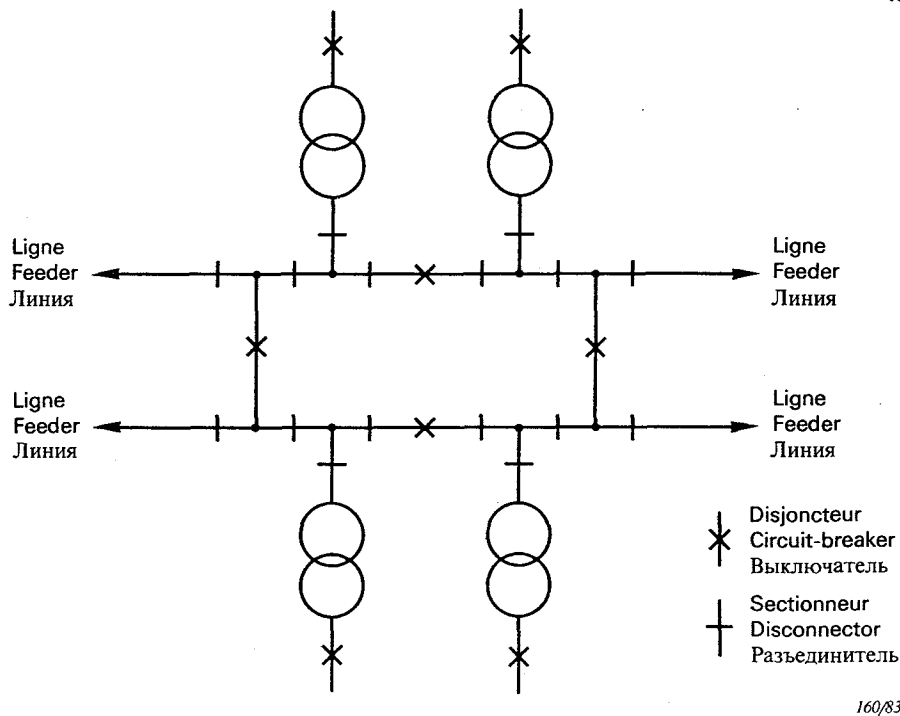 Ligne
Feeder
Линия
Ligne
Feeder
Линия
Ligne
Feeder
Линия
Ligne
Feeder
Линия
Disjoncteur
Circuit-breaker
Выключатель
Sectionneur
Disconnector
Разъединитель
160/83